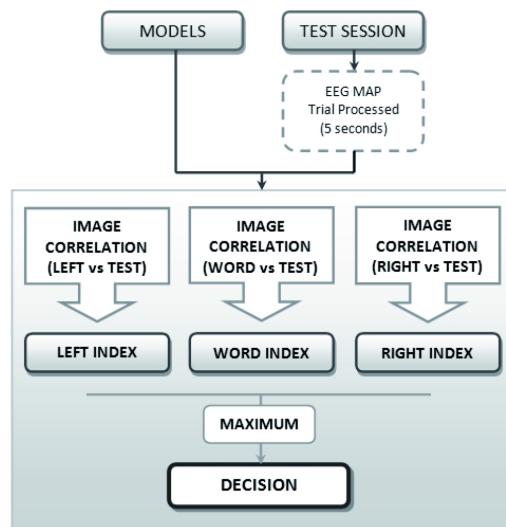 MODELS
TEST SESSION
EEG MAP
Trial Processed
(5 seconds)
IMAGE
CORRELATION
(LEFT vs TEST)
IMAGE
CORRELATION
(WORD vs TEST)
IMAGE
CORRELATION
(RIGHT vs TEST)
LEFT INDEX
WORD INDEX
RIGHT INDEX
MAXIMUM
DECISION